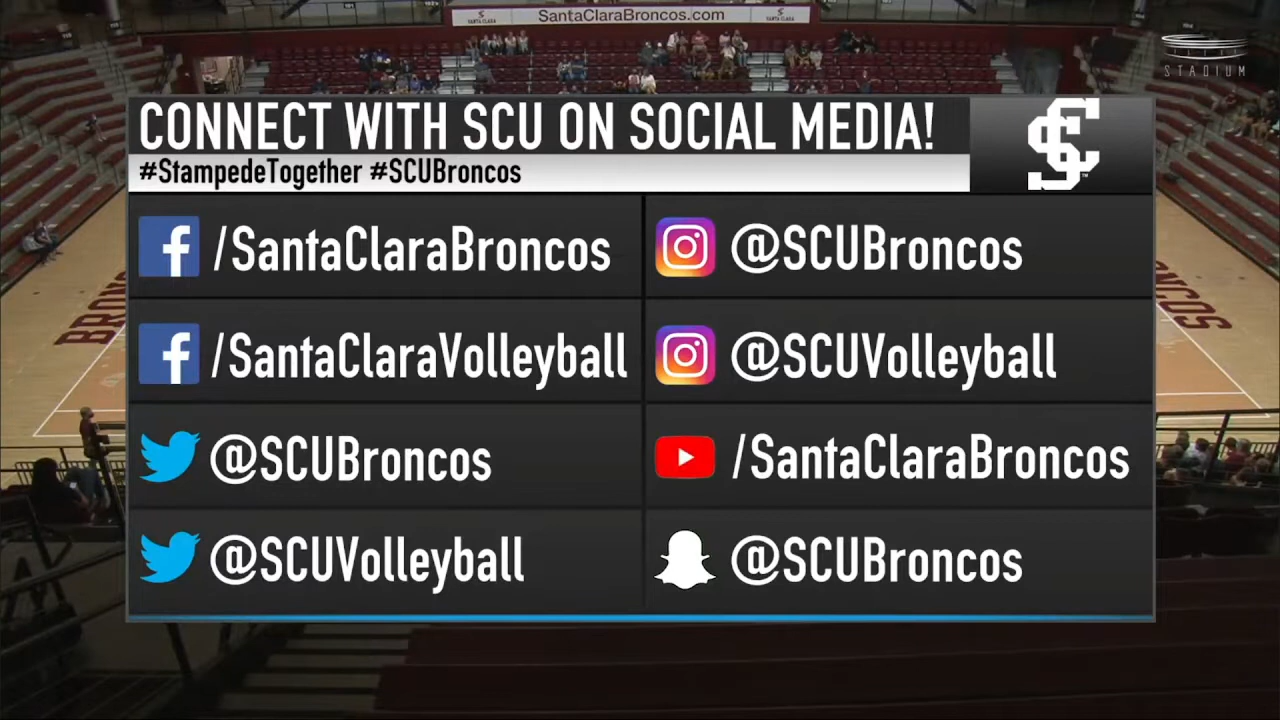 SantaClaraBroncos.com
STADIUM
CONNECT WITH SCU ON SOCIAL MEDIA!
SC
#StampedeTogether #SCUBroncos
/SantaClaraBroncos
@SCUBroncos
/SantaClaraVolleyball
@SCUVolleyball
@SCUBroncos
/SantaClaraBroncos
@SCUVolleyball
@SCUBroncos